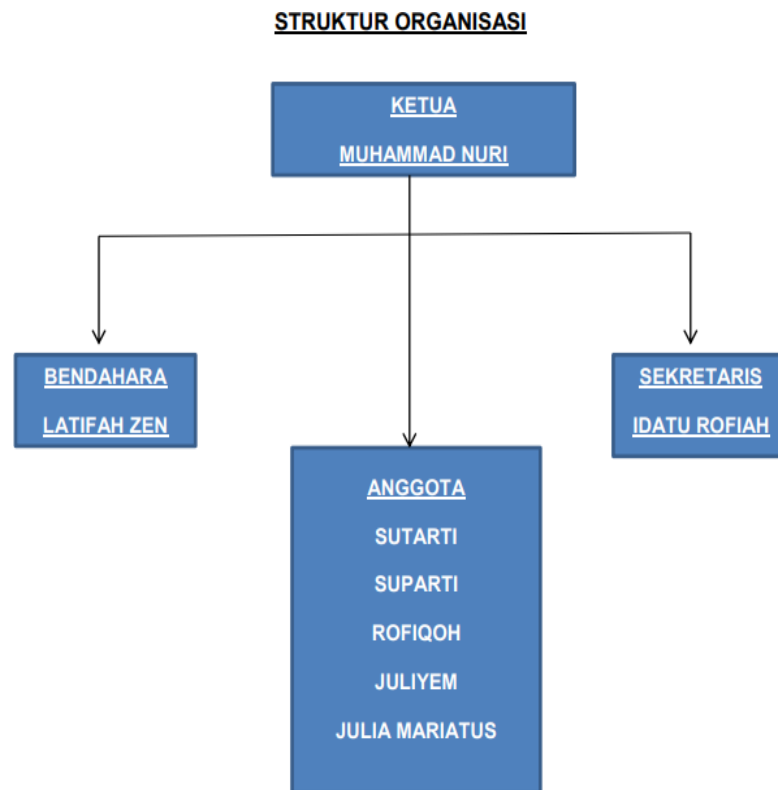 STRUKTUR ORGANISASI
KETUA
MUHAMMAD NURI
BENDAHARA
LATIFAH ZEN
SEKRETARIS
IDATU ROFIAH
ANGGOTA
SUTARTI
SUPARTI
ROFIQOH
JULIYEM
JULIA MARIATUS